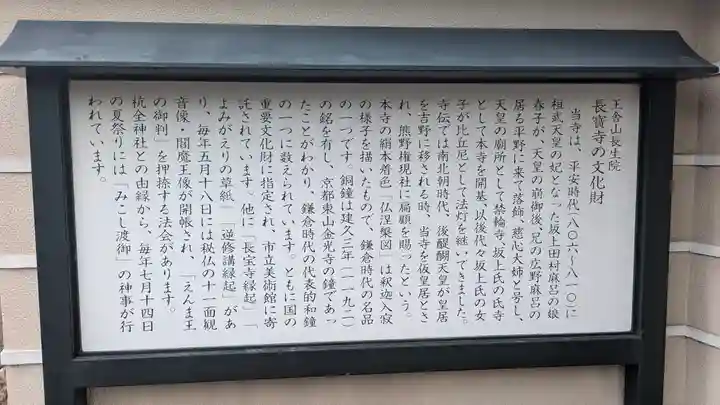 王舎山長生院
長寳寺の文化財
当寺は、平安時代(八〇六～八一〇)に
桓武天皇の妃となった坂上田村麻呂の娘
春子が、天皇の崩御後、兄の広野麻呂の
居る平野に来て落飾、慈心大姉と号し、
天皇の廟所として禁輪寺、坂上氏の氏寺
として本寺を開基、以後代々坂上氏の女
子が比丘尼として法灯を継いできました。
寺伝では南北朝時代、後醍醐天皇が皇居
を吉野に移される時、当寺を仮皇居とさ
れ、熊野権現社に扁額を賜ったという。
本寺の絹本着色「仏涅槃図」は釈迦入寂
の様子を描いたもので、鎌倉時代の名品
の一つです。銅鐘は建久三年(一一九二)
の銘を有し、京都東山金光寺の鐘であっ
たことがわかり、鎌倉時代の代表的和鐘
の一つに数えられています。ともに国の
重要文化財に指定され、市立美術館に寄
託されています。他に「長宝寺縁起」「
よみがえりの草紙」「逆修講縁起」があ
り、毎年五月十八日には秘仏の十一面観
音像・閻魔王像が開帳され、「えんま王
の御判」を押捺する法会があります。
杭全神社との由縁から、毎年七月十四日
の夏祭りには「みこし渡御」の神事が行
われています。